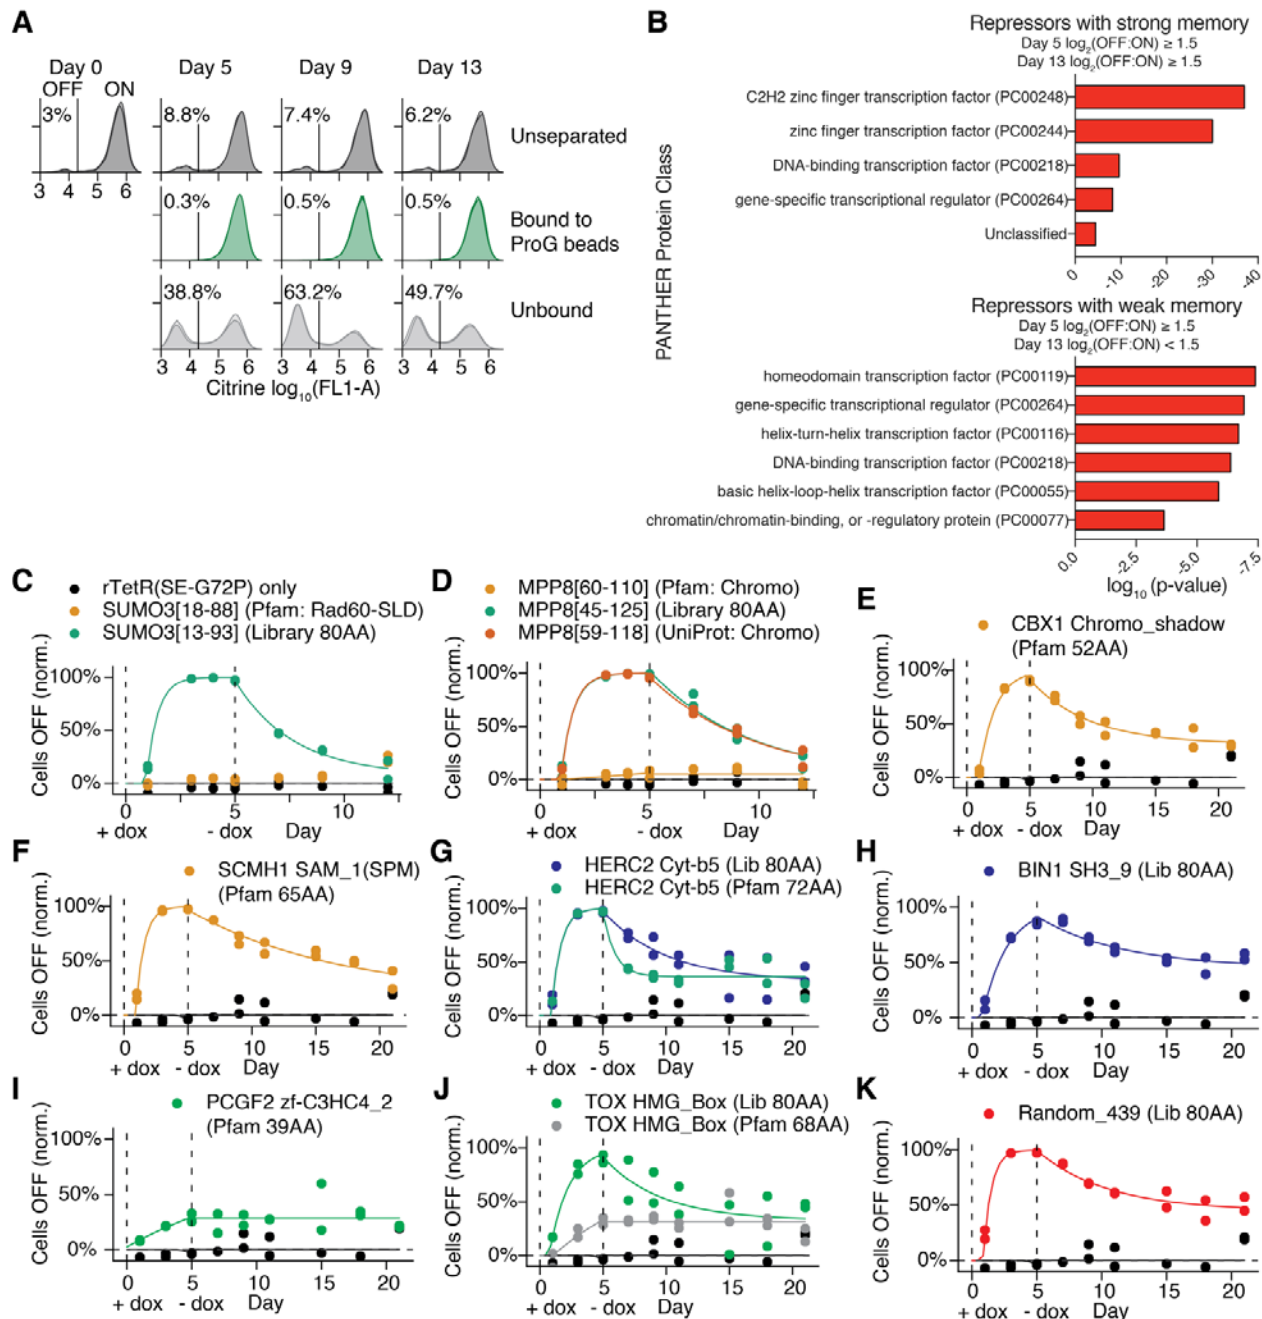 A
Day 0
OFF ON
Day 5
Day 9
Day 13
3%
8.8%
7.4%
6.2%
Unseparated
3 4 5 6
0.3%
0.5%
0.5%
Bound to
ProG beads
38.8%
63.2%
49.7%
Unbound
3 4 5 6 3 4 5 6 3 4 5 6
Citrine log10(FL1-A)
B
Repressors with strong memory
Day 5 log2(OFF:ON) ≥ 1.5
Day 13 log2(OFF:ON) ≥ 1.5
PANTHER Protein Class
C2H2 zinc finger transcription factor (PC00248)
zinc finger transcription factor (PC00244)
DNA-binding transcription factor (PC00218)
gene-specific transcriptional regulator (PC00264)
Unclassified
0 -10 -20 -30 -40
Repressors with weak memory
Day 5 log2(OFF:ON) ≥ 1.5
Day 13 log2(OFF:ON) < 1.5
homeodomain transcription factor (PC00119)
gene-specific transcriptional regulator (PC00264)
helix-turn-helix transcription factor (PC00116)
DNA-binding transcription factor (PC00218)
basic helix-loop-helix transcription factor (PC00055)
chromatin/chromatin-binding, or -regulatory protein (PC00077)
0.0 -2.5 -5.0 -7.5
log10 (p-value)
C
rTetR(SE-G72P) only
SUMO3[18-88] (Pfam: Rad60-SLD)
SUMO3[13-93] (Library 80AA)
Cells OFF (norm.)
100%
50%
0%
0 5 10
+ dox - dox Day
D
MPP8[60-110] (Pfam: Chromo)
MPP8[45-125] (Library 80AA)
MPP8[59-118] (UniProt: Chromo)
Cells OFF (norm.)
100%
50%
0%
0 5 10
+ dox - dox Day
E
CBX1 Chromo_shadow
(Pfam 52AA)
Cells OFF (norm.)
100%
50%
0%
0 5 10 15 20
+ dox - dox Day
F
SCMH1 SAM_1(SPM)
(Pfam 65AA)
Cells OFF (norm.)
100%
50%
0%
0 5 10 15 20
+ dox - dox Day
G
HERC2 Cyt-b5 (Lib 80AA)
HERC2 Cyt-b5 (Pfam 72AA)
Cells OFF (norm.)
100%
50%
0%
0 5 10 15 20
+ dox - dox Day
H
BIN1 SH3_9 (Lib 80AA)
Cells OFF (norm.)
100%
50%
0%
0 5 10 15 20
+ dox - dox Day
I
PCGF2 zf-C3HC4_2
(Pfam 39AA)
Cells OFF (norm.)
100%
50%
0%
0 5 10 15 20
+ dox - dox Day
J
TOX HMG_Box (Lib 80AA)
TOX HMG_Box (Pfam 68AA)
Cells OFF (norm.)
100%
50%
0%
0 5 10 15 20
+ dox - dox Day
K
Random_439 (Lib 80AA)
Cells OFF (norm.)
100%
50%
0%
0 5 10 15 20
+ dox - dox Day